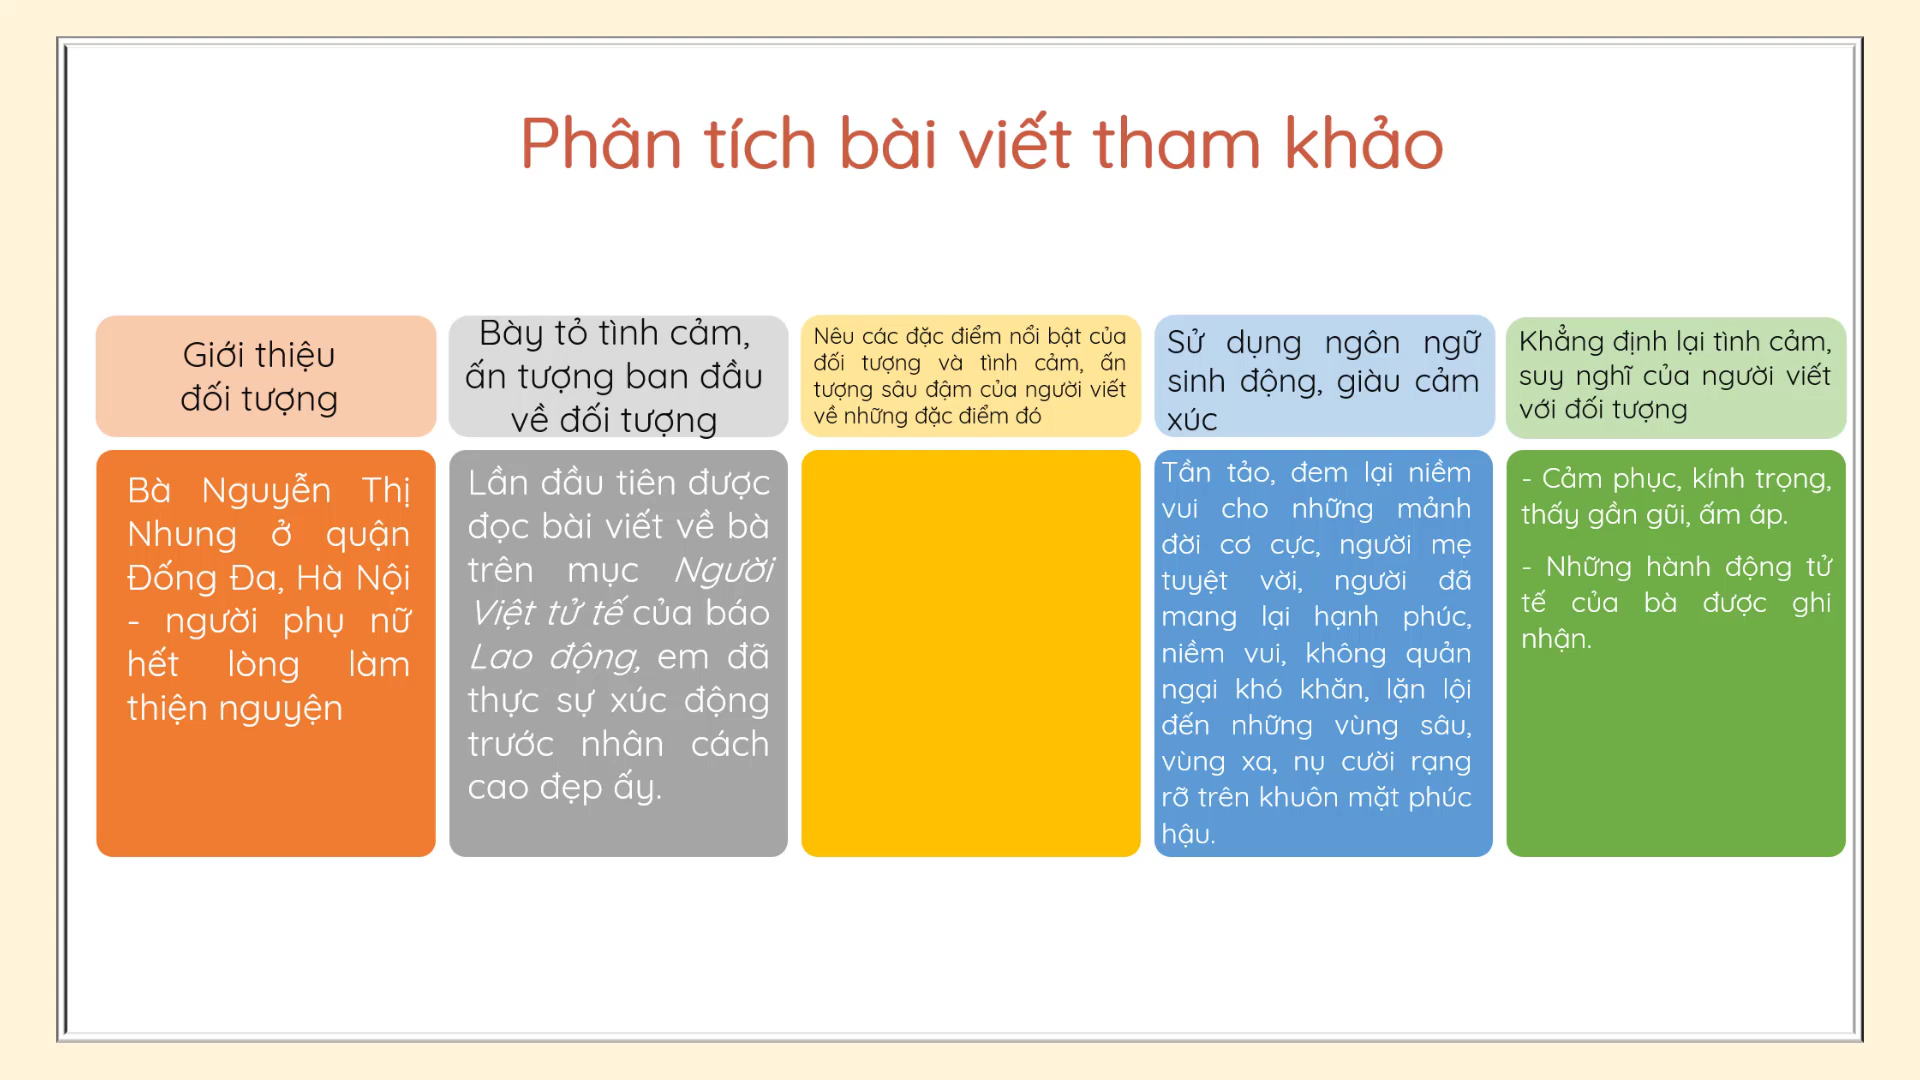 Phân tích bài viết tham khảo
Giới thiệu
đối tượng
Bày tỏ tình cảm,
ấn tượng ban đầu
về đối tượng
Nêu các đặc điểm nổi bật của
đối tượng và tình cảm, ấn
tượng sâu đậm của người viết
về những đặc điểm đó
Sử dụng ngôn ngữ
sinh động, giàu cảm
xúc
Khẳng định lại tình cảm,
suy nghĩ của người viết
với đối tượng
Bà Nguyễn Thị
Nhung ở quận
Đống Đa, Hà Nội
- người phụ nữ
hết lòng làm
thiện nguyện
Lần đầu tiên được
đọc bài viết về bà
trên mục Người
Việt tử tế của báo
Lao động, em đã
thực sự xúc động
trước nhân cách
cao đẹp ấy.
Tần tảo, đem lại niềm
vui cho những mảnh
đời cơ cực, người mẹ
tuyệt vời, người đã
mang lại hạnh phúc,
niềm vui, không quản
ngại khó khăn, lặn lội
đến những vùng sâu,
vùng xa, nụ cười rạng
rỡ trên khuôn mặt phúc
hậu.
- Cảm phục, kính trọng,
thấy gần gũi, ấm áp.
- Những hành động tử
tế của bà được ghi
nhận.